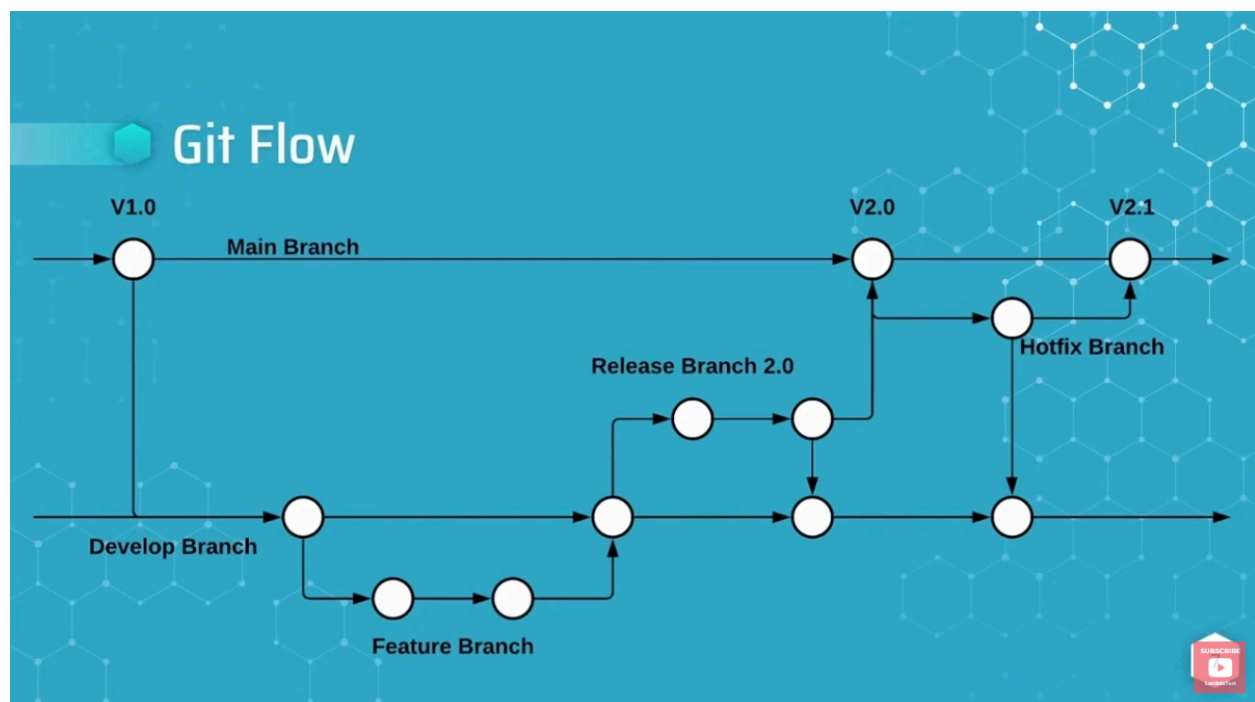 Git Flow
V1.0
V2.0
V2.1
Main Branch
Hotfix Branch
Release Branch 2.0
Develop Branch
Feature Branch
SUBSCRIBE
LambdaTest